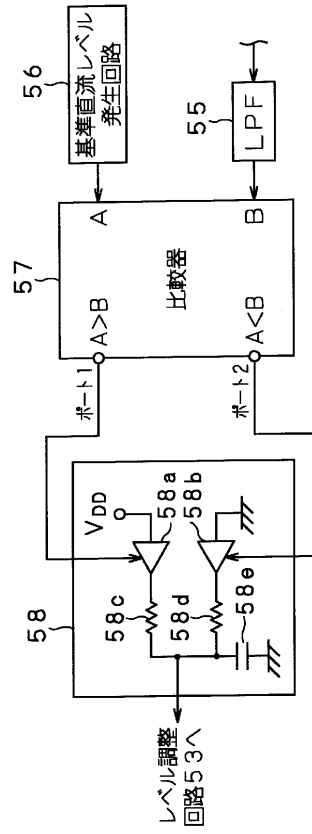 56
基準直流レベル
発生回路
55
LPF
57
A
B
比較器
A>B
A<B
ポート1
ポート2
58
VDD
58a
58b
58c
58d
58e
レベル調整
回路53へ